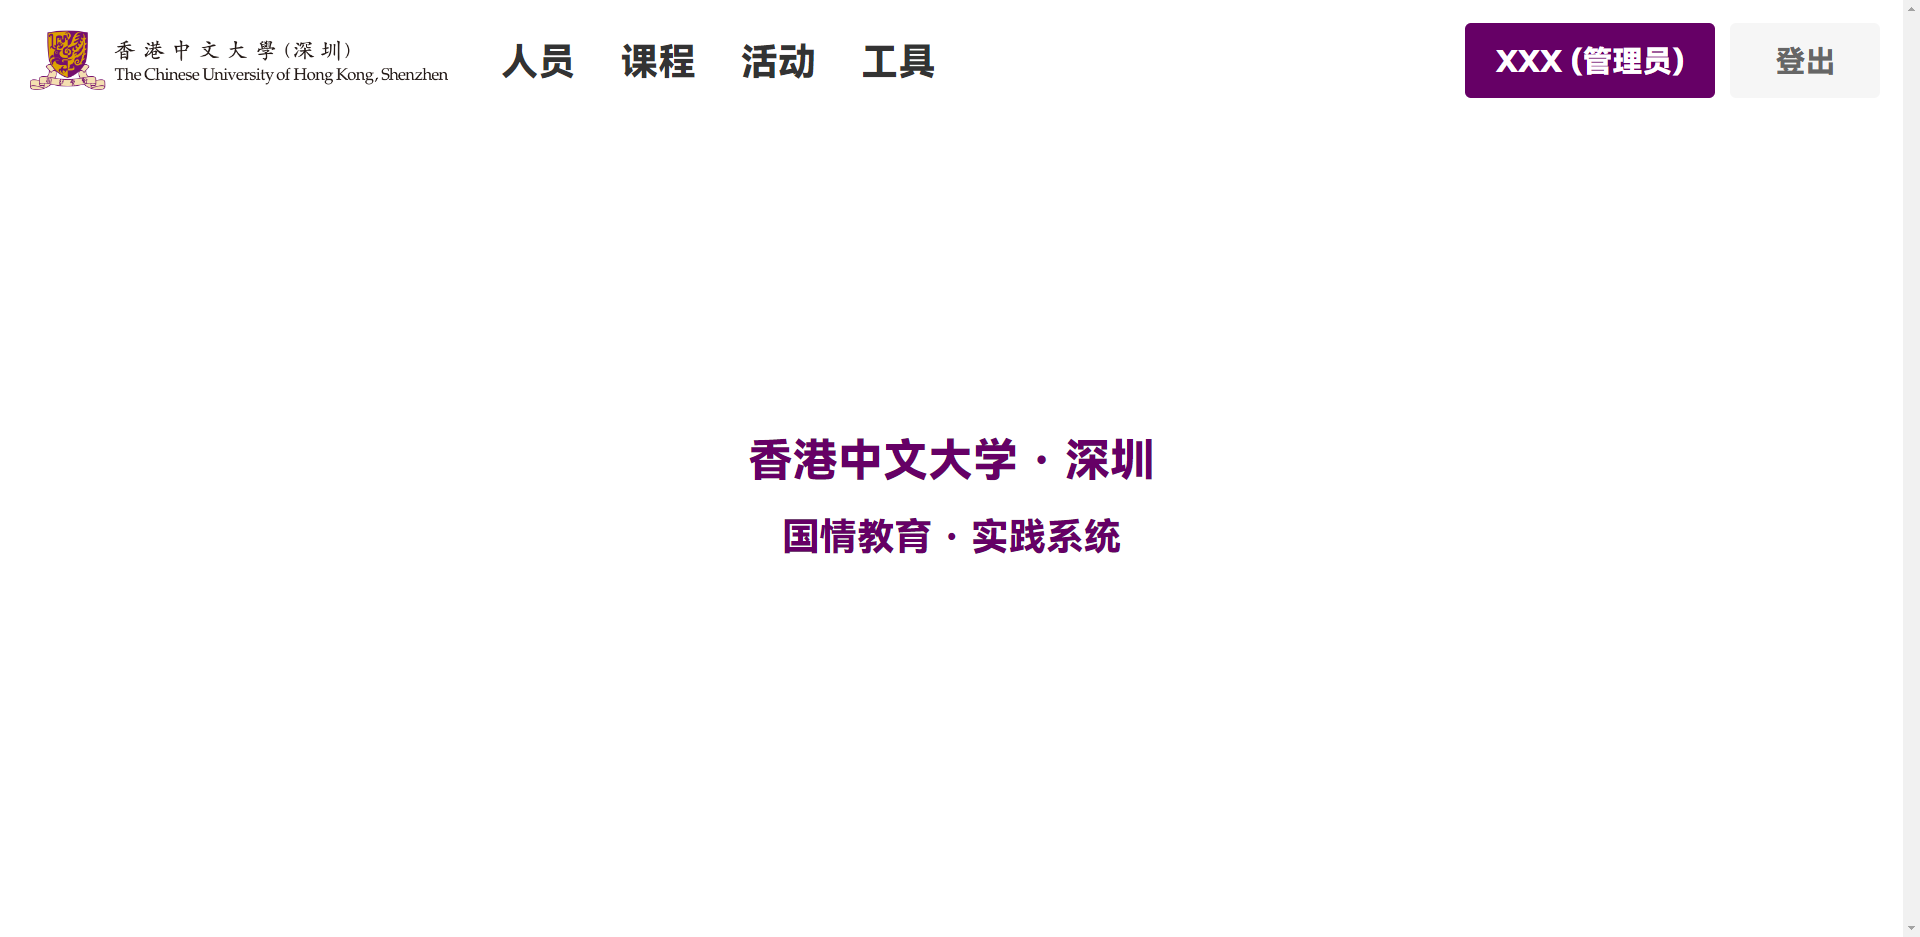 香港中文大學(深圳)
The Chinese University of Hong Kong, Shenzhen
人员 课程 活动 工具
XXX (管理员) 登出
香港中文大学 · 深圳
国情教育 · 实践系统